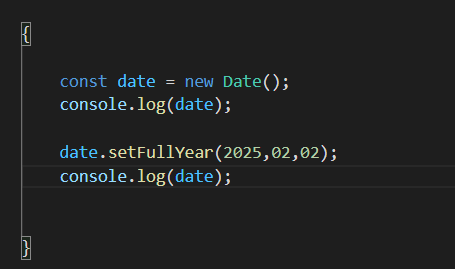 {
const date = new Date();
console.log(date);
date.setFullYear(2025,02,02);
console.log(date);
}